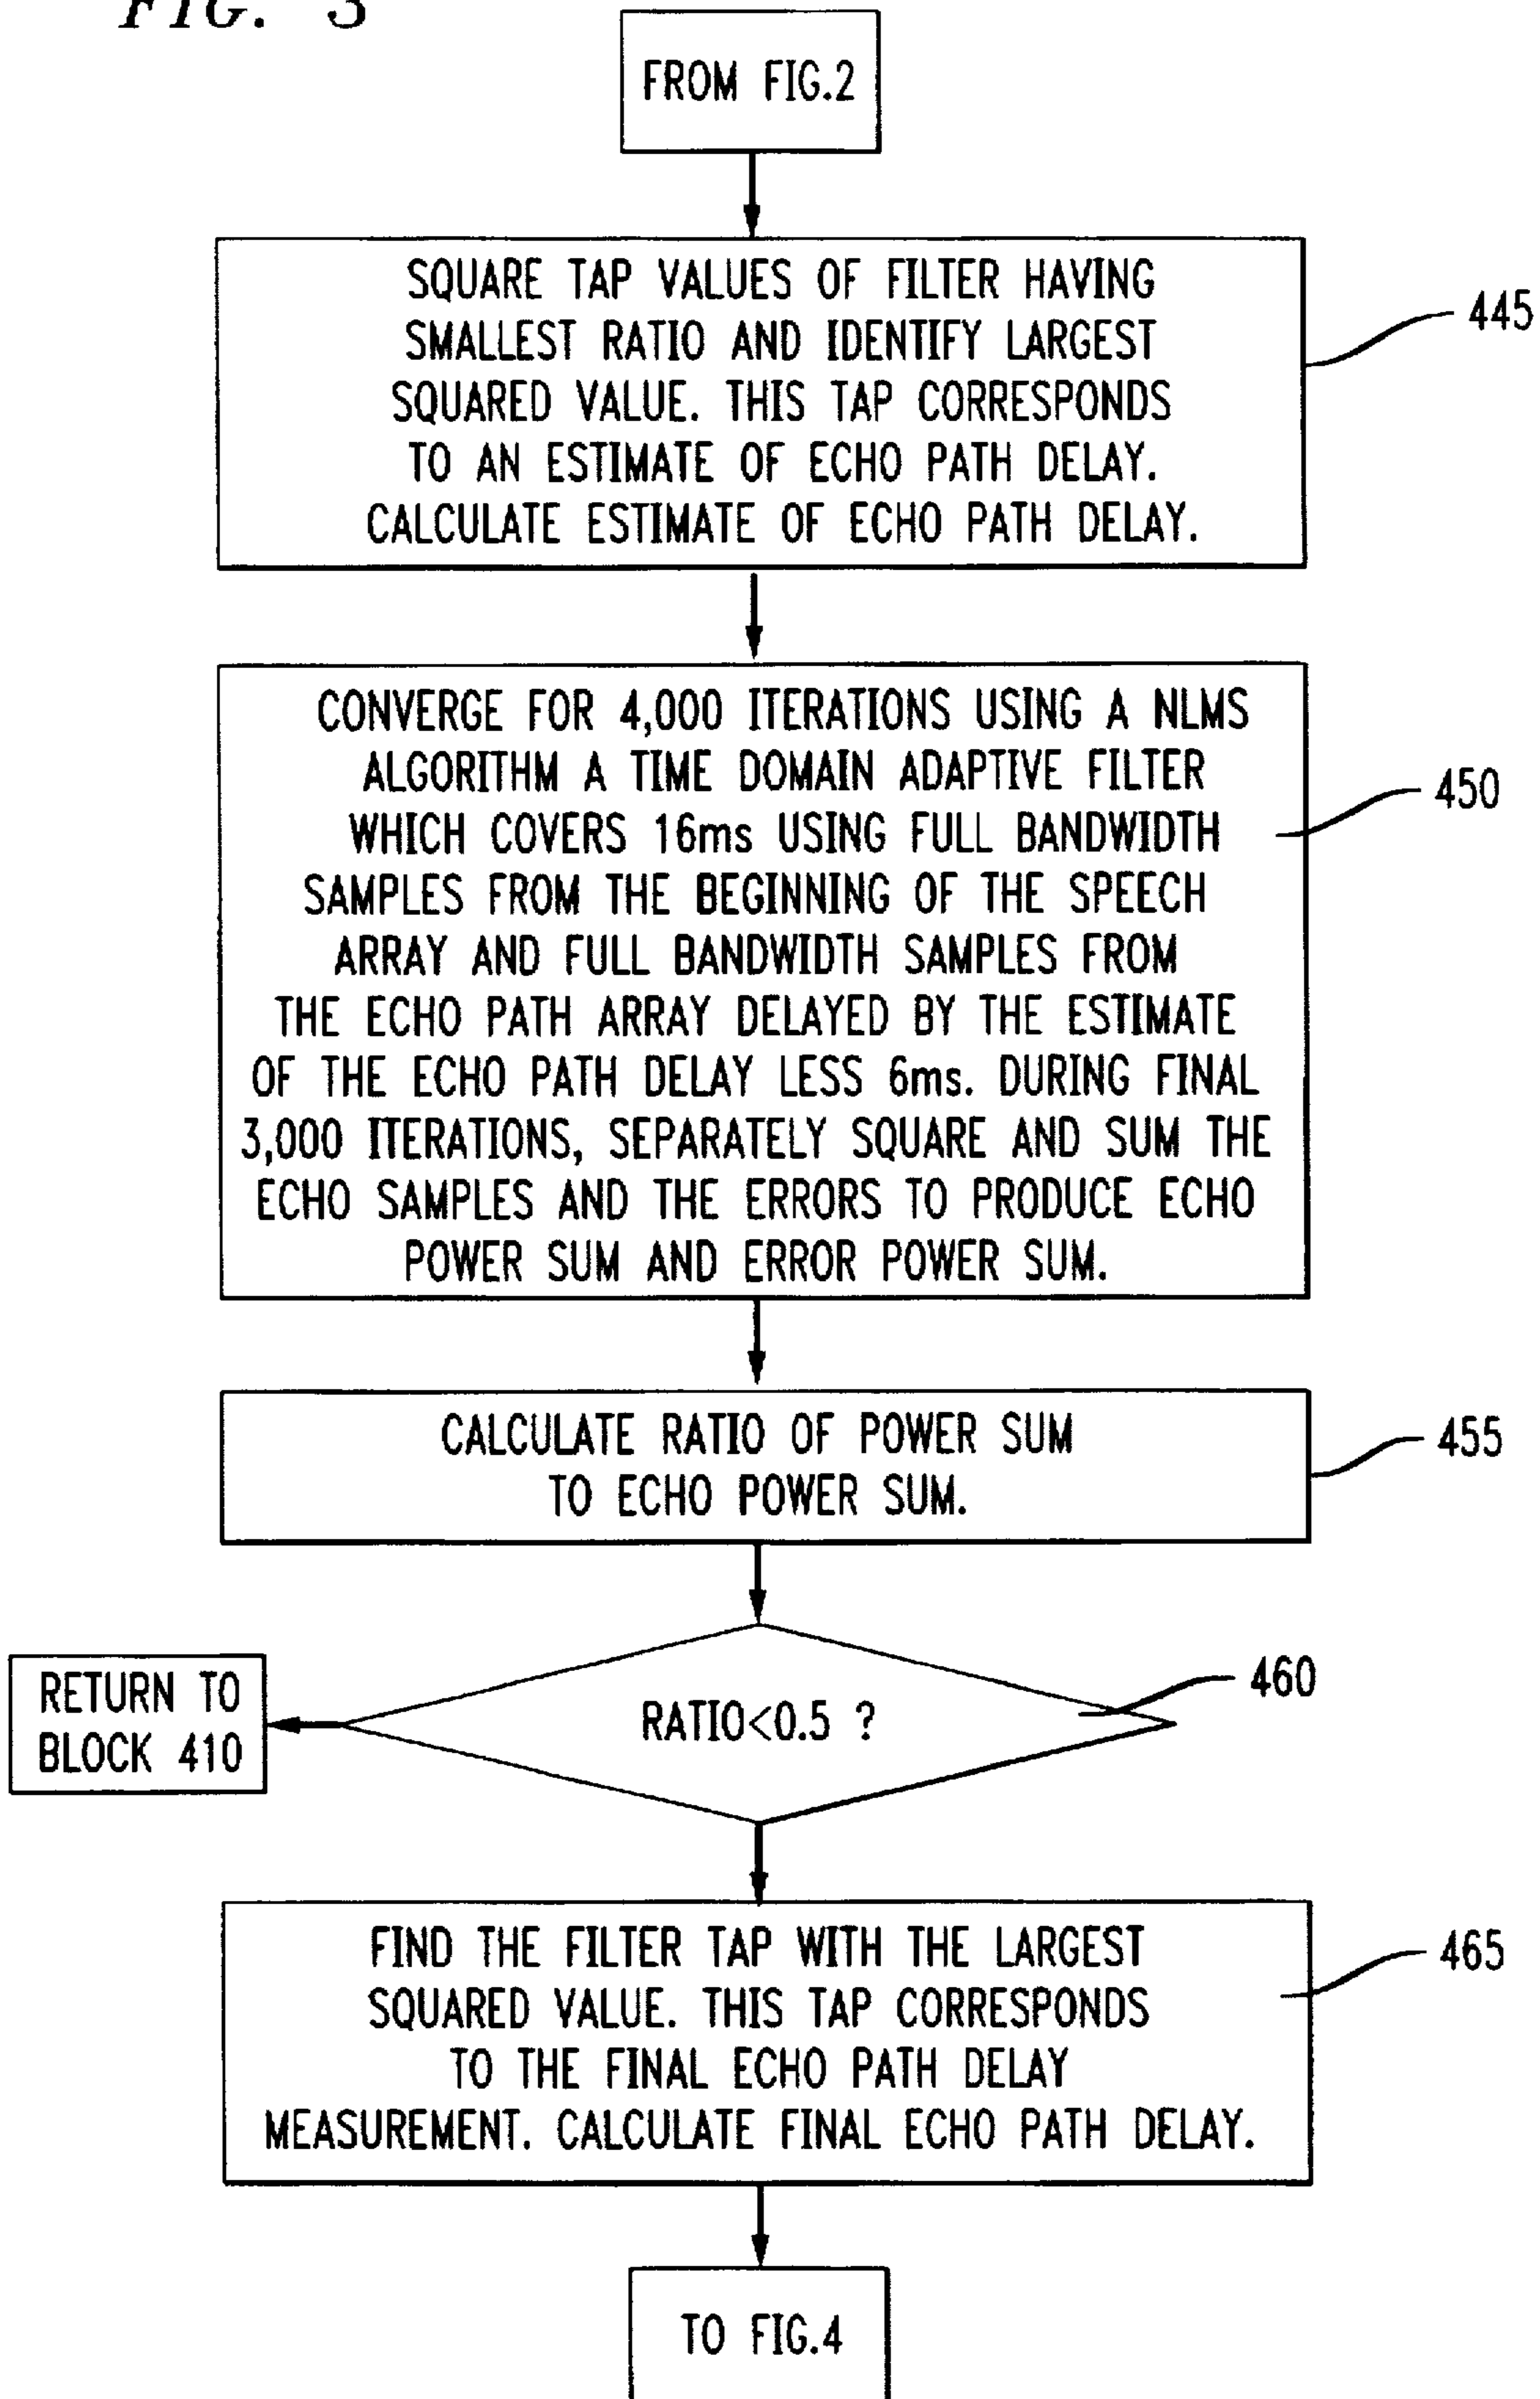 FIG. 3
FROM FIG.2
SQUARE TAP VALUES OF FILTER HAVING
SMALLEST RATIO AND IDENTIFY LARGEST
SQUARED VALUE. THIS TAP CORRESPONDS
TO AN ESTIMATE OF ECHO PATH DELAY.
CALCULATE ESTIMATE OF ECHO PATH DELAY.
445
CONVERGE FOR 4,000 ITERATIONS USING A NLMS
ALGORITHM A TIME DOMAIN ADAPTIVE FILTER
WHICH COVERS 16ms USING FULL BANDWIDTH
SAMPLES FROM THE BEGINNING OF THE SPEECH
ARRAY AND FULL BANDWIDTH SAMPLES FROM
THE ECHO PATH ARRAY DELAYED BY THE ESTIMATE
OF THE ECHO PATH DELAY LESS 6ms. DURING FINAL
3,000 ITERATIONS, SEPARATELY SQUARE AND SUM THE
ECHO SAMPLES AND THE ERRORS TO PRODUCE ECHO
POWER SUM AND ERROR POWER SUM.
450
CALCULATE RATIO OF POWER SUM
TO ECHO POWER SUM.
455
RETURN TO
BLOCK 410
RATIO<0.5 ?
460
FIND THE FILTER TAP WITH THE LARGEST
SQUARED VALUE. THIS TAP CORRESPONDS
TO THE FINAL ECHO PATH DELAY
MEASUREMENT. CALCULATE FINAL ECHO PATH DELAY.
465
TO FIG.4